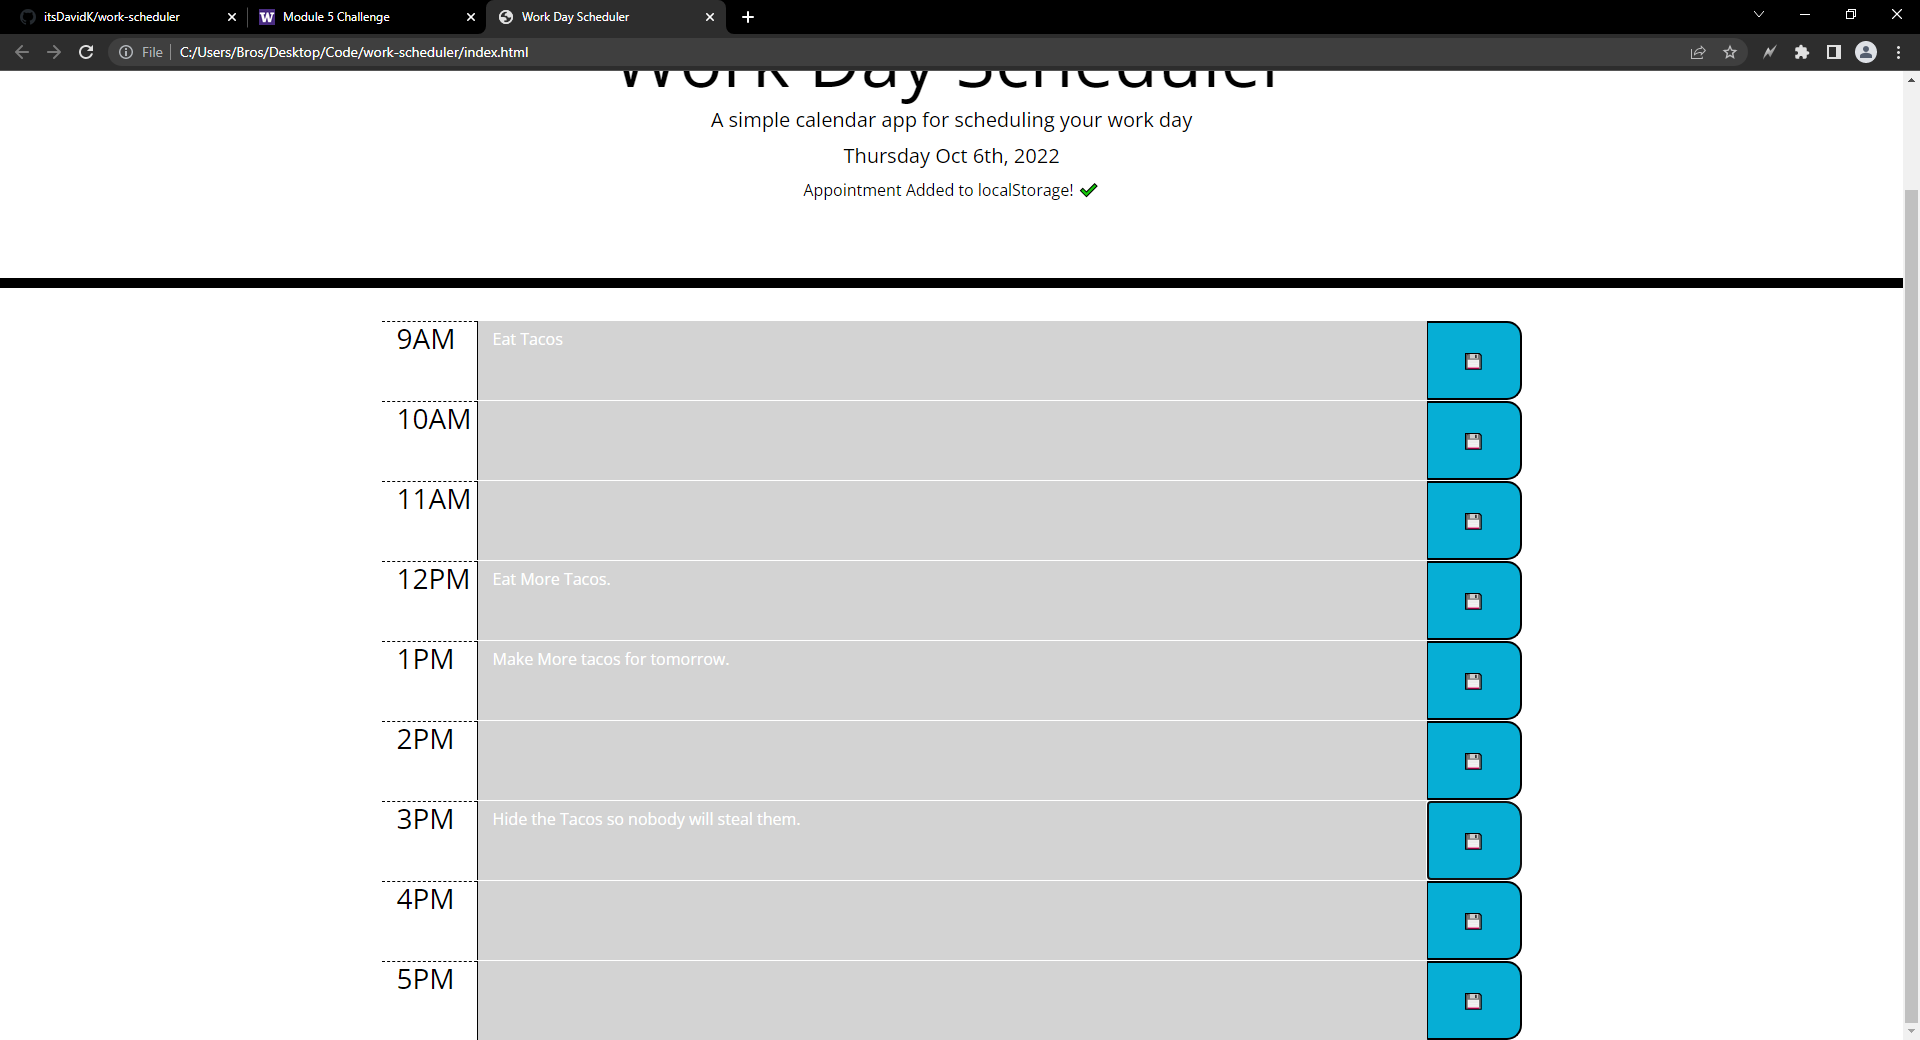 itsDavidK/work-scheduler
Module 5 Challenge
Work Day Scheduler
File
C:/Users/Bros/Desktop/Code/work-scheduler/index.html
Work Day Scheduler
A simple calendar app for scheduling your work day
Thursday Oct 6th, 2022
Appointment Added to localStorage! ✔
9AM Eat Tacos
10AM
11AM
12PM Eat More Tacos.
1PM Make More tacos for tomorrow.
2PM
3PM Hide the Tacos so nobody will steal them.
4PM
5PM